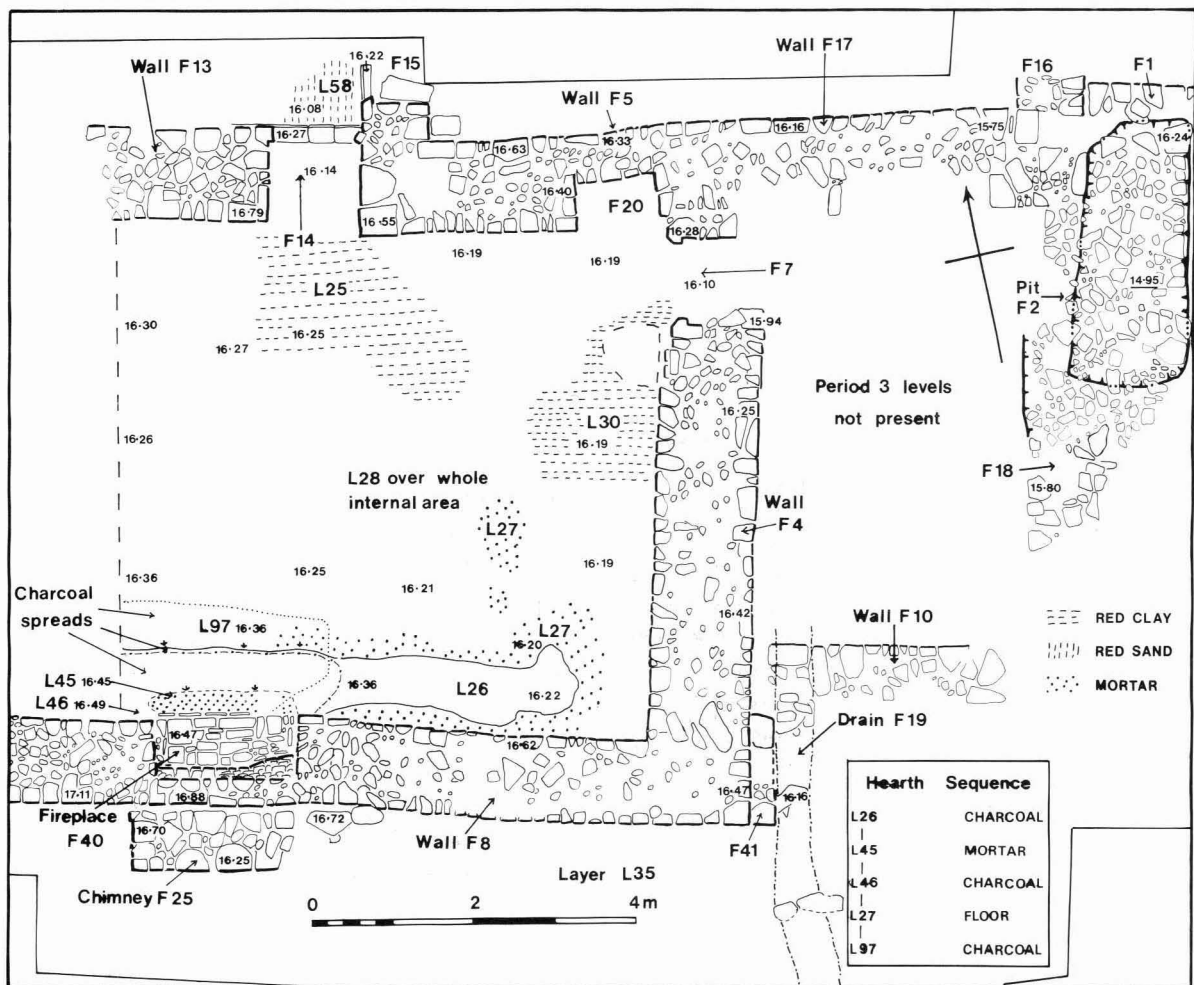 16·22
F15
Wall F17
F16
F1
Wall F13
L58
16·08
Wall F5
16·27
16·63
16·33
16·16
15·75
16·24
16·14
16·40
16·79
16·55
F20
16·28
F14
16·19
16·19
F7
16·10
L25
Pit
F2
14·95
16·30
16·25
15·94
16·27
Period 3 levels
not present
16·25
L30
16·26
16·19
F18
15·80
L28 over whole
internal area
Wall
F4
L27
16·36
16·25
16·21
16·19
Charcoal
spreads
L97 16·36
L27
16·20
16·42
Wall F10
RED CLAY
RED SAND
MORTAR
L45 16·45
16·36
L26
16·22
L46 16·49
16·47
16·62
Drain F19
17·11
16·88
16·47
16·16
Fireplace
F40
16·70
16·72
Wall F8
F41
16·25
Chimney F25
Layer L35
0 2 4 m
Hearth Sequence
L26 CHARCOAL
L45 MORTAR
L46 CHARCOAL
L27 FLOOR
L97 CHARCOAL